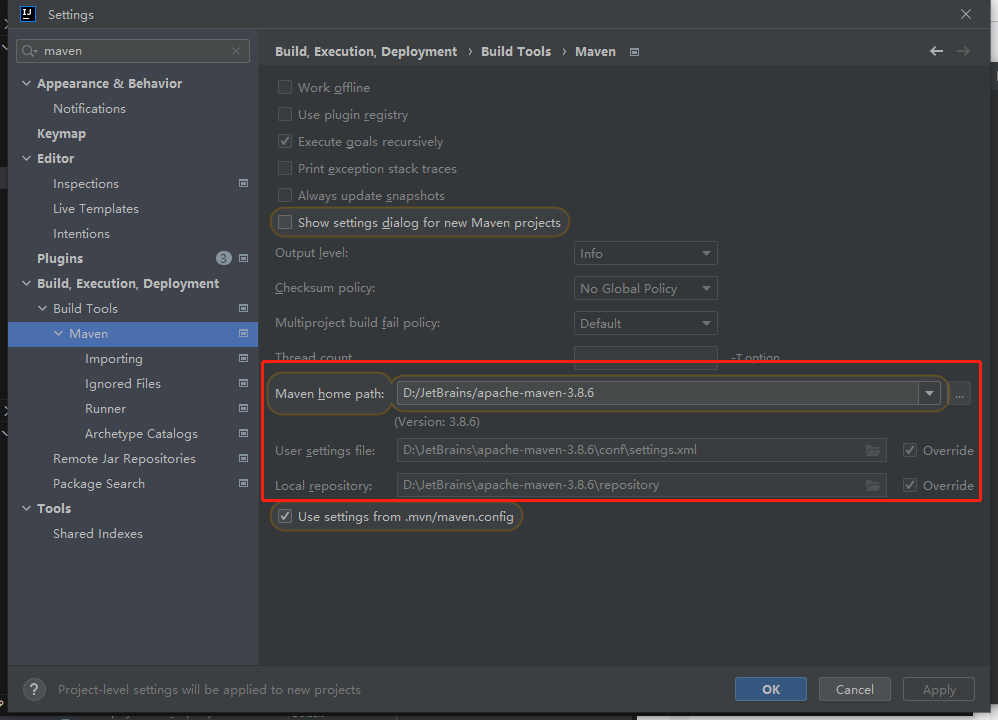 Settings
maven
Appearance & Behavior
Notifications
Keymap
Editor
Inspections
Live Templates
Intentions
Plugins 3
Build, Execution, Deployment
Build Tools
Maven
Importing
Ignored Files
Runner
Archetype Catalogs
Remote Jar Repositories
Package Search
Tools
Shared Indexes
Build, Execution, Deployment › Build Tools › Maven
Work offline
Use plugin registry
Execute goals recursively
Print exception stack traces
Always update snapshots
Show settings dialog for new Maven projects
Output level: Info
Checksum policy: No Global Policy
Multiproject build fail policy: Default
Thread count -T option
Maven home path: D:/JetBrains/apache-maven-3.8.6 ...
(Version: 3.8.6)
User settings file: D:\JetBrains\apache-maven-3.8.6\conf\settings.xml Override
Local repository: D:\JetBrains\apache-maven-3.8.6\repository Override
Use settings from .mvn/maven.config
? Project-level settings will be applied to new projects
OK Cancel Apply